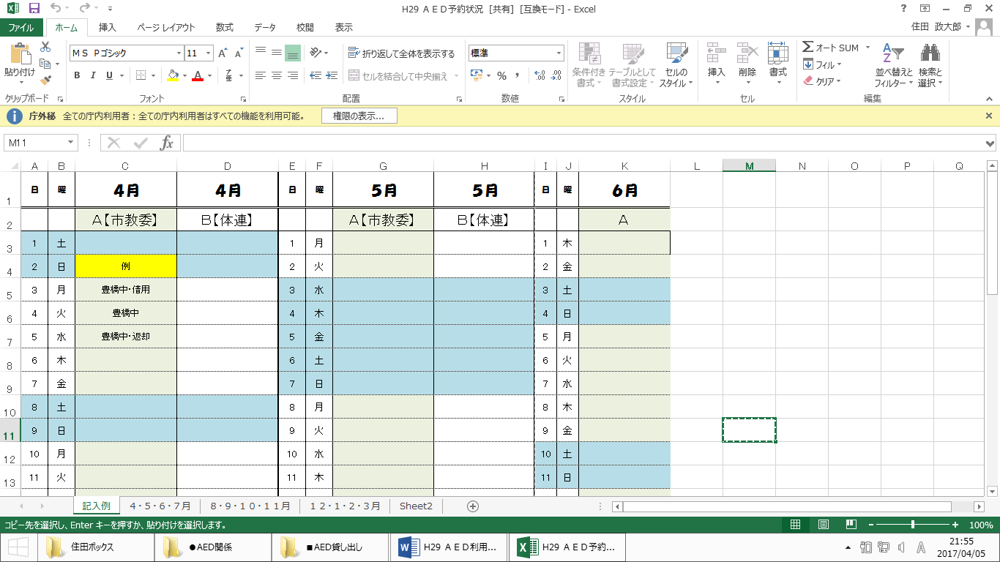 H29 ＡＥＤ予約状況 [共有] [互換モード] - Excel
ファイル ホーム 挿入 ページ レイアウト 数式 データ 校閲 表示 住田 政大郎
貼り付け
クリップボード
ＭＳ Ｐゴシック 11
B I U
フォント
折り返して全体を表示する
セルを結合して中央揃え
配置
標準
数値
条件付き書式
テーブルとして書式設定
セルのスタイル
スタイル
挿入 削除 書式
セル
オート SUM
フィル
クリア
並べ替えとフィルター
検索と選択
編集
庁外秘 全ての庁内利用者：全ての庁内利用者はすべての機能を利用可能。 権限の表示...
M11
A B C D E F G H I J K L M N O P Q
1 日 曜 4月 4月 日 曜 5月 5月 日 曜 6月
2 Ａ【市教委】 Ｂ【体連】 Ａ【市教委】 Ｂ【体連】 Ａ
3 1 土 1 月 1 木
4 2 日 例 2 火 2 金
5 3 月 豊橋中・借用 3 水 3 土
6 4 火 豊橋中 4 木 4 日
7 5 水 豊橋中・返却 5 金 5 月
8 6 木 6 土 6 火
9 7 金 7 日 7 水
10 8 土 8 月 8 木
11 9 日 9 火 9 金
12 10 月 10 水 10 土
13 11 火 11 木 11 日
記入例 ４・５・６・７月 ８・９・１０・１１月 １２・１・２・３月 Sheet2
コピー先を選択し、Enter キーを押すか、貼り付けを選択します。 100%
住田ボックス ●AED関係 ■AED貸し出し H29 ＡＥＤ利用... H29 ＡＥＤ予約... A 21:55
2017/04/05